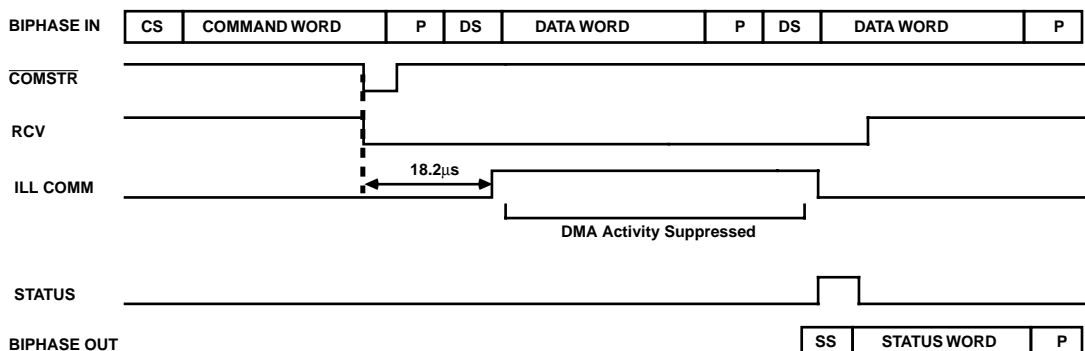 BIPHASE IN CS COMMAND WORD P DS DATA WORD P DS DATA WORD P
COMSTR
RCV
18.2µs
ILL COMM
DMA Activity Suppressed
STATUS
BIPHASE OUT SS STATUS WORD P